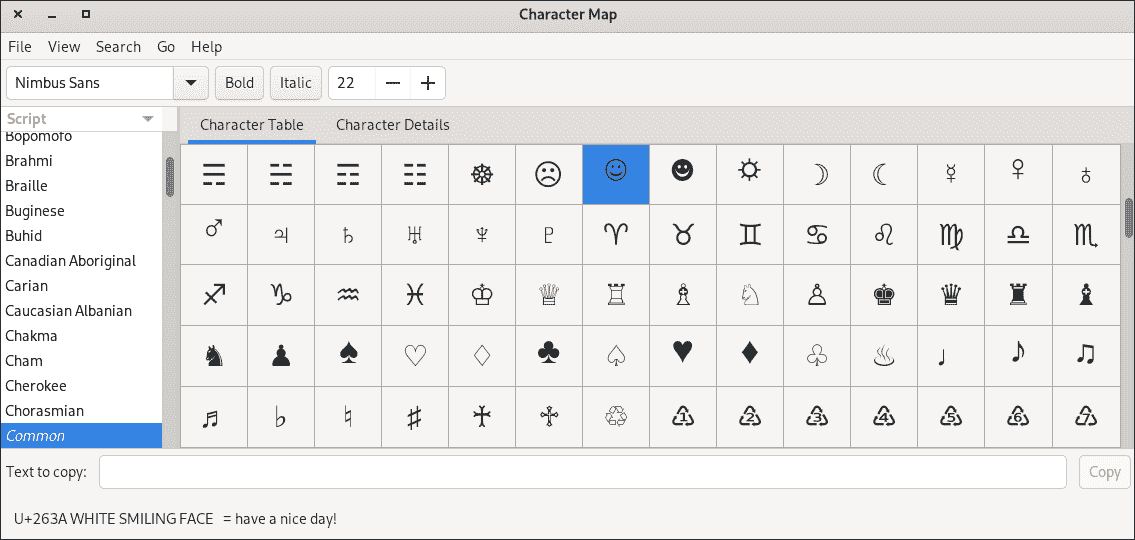 Character Map
File View Search Go Help
Nimbus Sans Bold Italic 22
Script
Character Table Character Details
Bopomofo
Brahmi
Braille
Buginese
Buhid
Canadian Aboriginal
Carian
Caucasian Albanian
Chakma
Cham
Cherokee
Chorasmian
Common
☴ ☵ ☶ ☷ ☸ ☹ ☺ ☻ ☼ ☽ ☾ ☿ ♀ ♁
♂ ♃ ♄ ♅ ♆ ♇ ♈ ♉ ♊ ♋ ♌ ♍ ♎ ♏
♐ ♑ ♒ ♓ ♔ ♕ ♖ ♗ ♘ ♙ ♚ ♛ ♜ ♝
♞ ♟ ♠ ♡ ♢ ♣ ♤ ♥ ♦ ♧ ♨ ♩ ♪ ♫
♬ ♭ ♮ ♯ ♰ ♱ ♲ ♳ ♴ ♵ ♶ ♷ ♸ ♹
Text to copy: Copy
U+263A WHITE SMILING FACE = have a nice day!